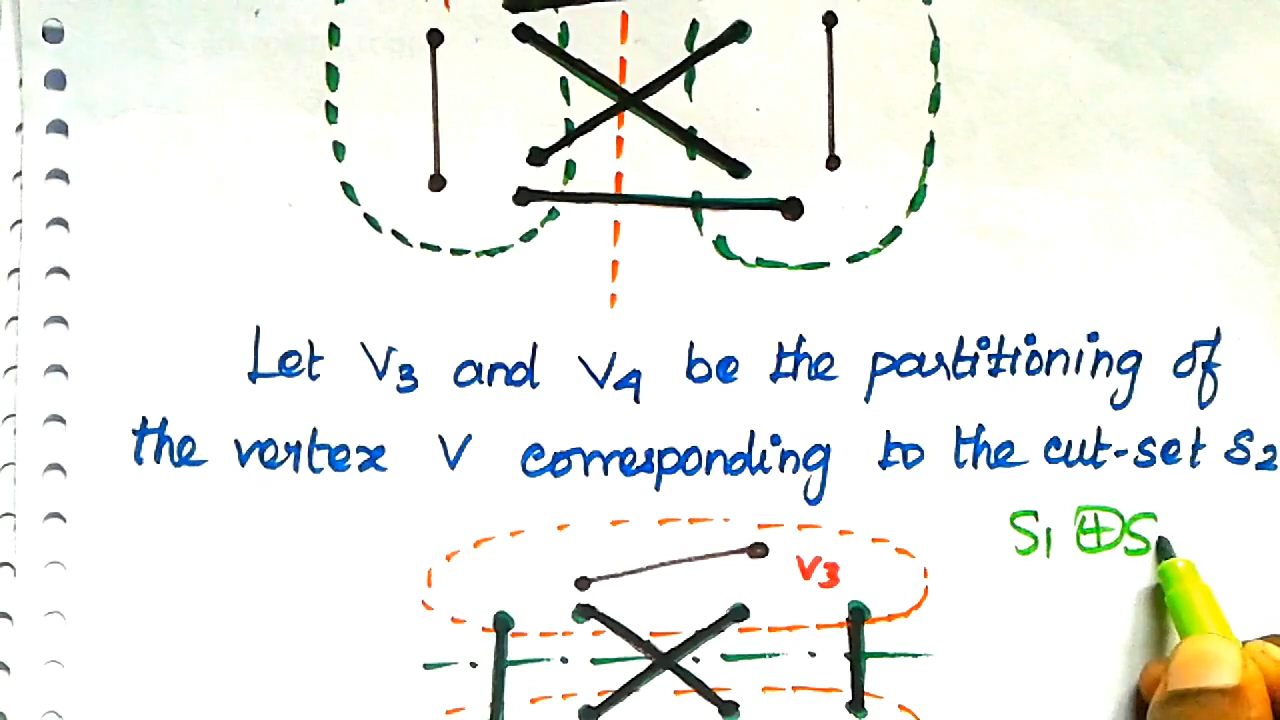 Let V3 and V4 be the partitioning of
the vertex V corresponding to the cut-set S2
S1 ⊕ S
V3